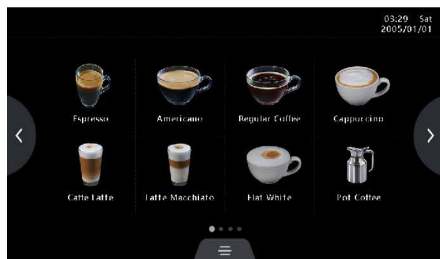 03:29 Sat
2005/01/01
Espresso
Americano
Regular Coffee
Cappuccino
Caffe Latte
Latte Macchiato
Flat White
Pot Coffee